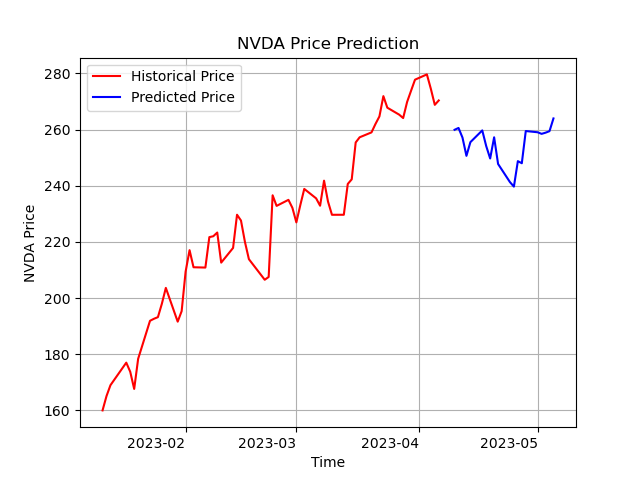 NVDA Price Prediction
Historical Price
Predicted Price
280
260
240
220
200
180
160
NVDA Price
2023-02 2023-03 2023-04 2023-05
Time